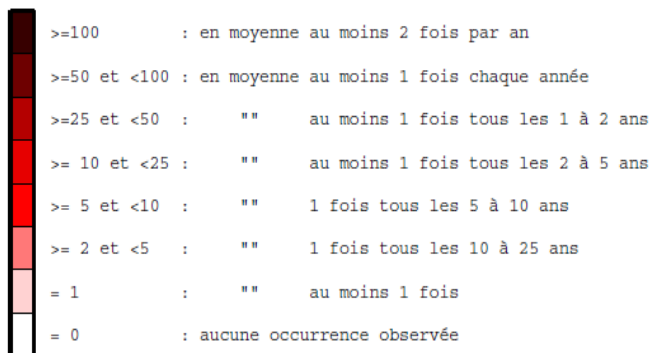 >=100 : en moyenne au moins 2 fois par an
>=50 et <100 : en moyenne au moins 1 fois chaque année
>=25 et <50 : "" au moins 1 fois tous les 1 à 2 ans
>= 10 et <25 : "" au moins 1 fois tous les 2 à 5 ans
>= 5 et <10 : "" 1 fois tous les 5 à 10 ans
>= 2 et <5 : "" 1 fois tous les 10 à 25 ans
= 1 : "" au moins 1 fois
= 0 : aucune occurrence observée